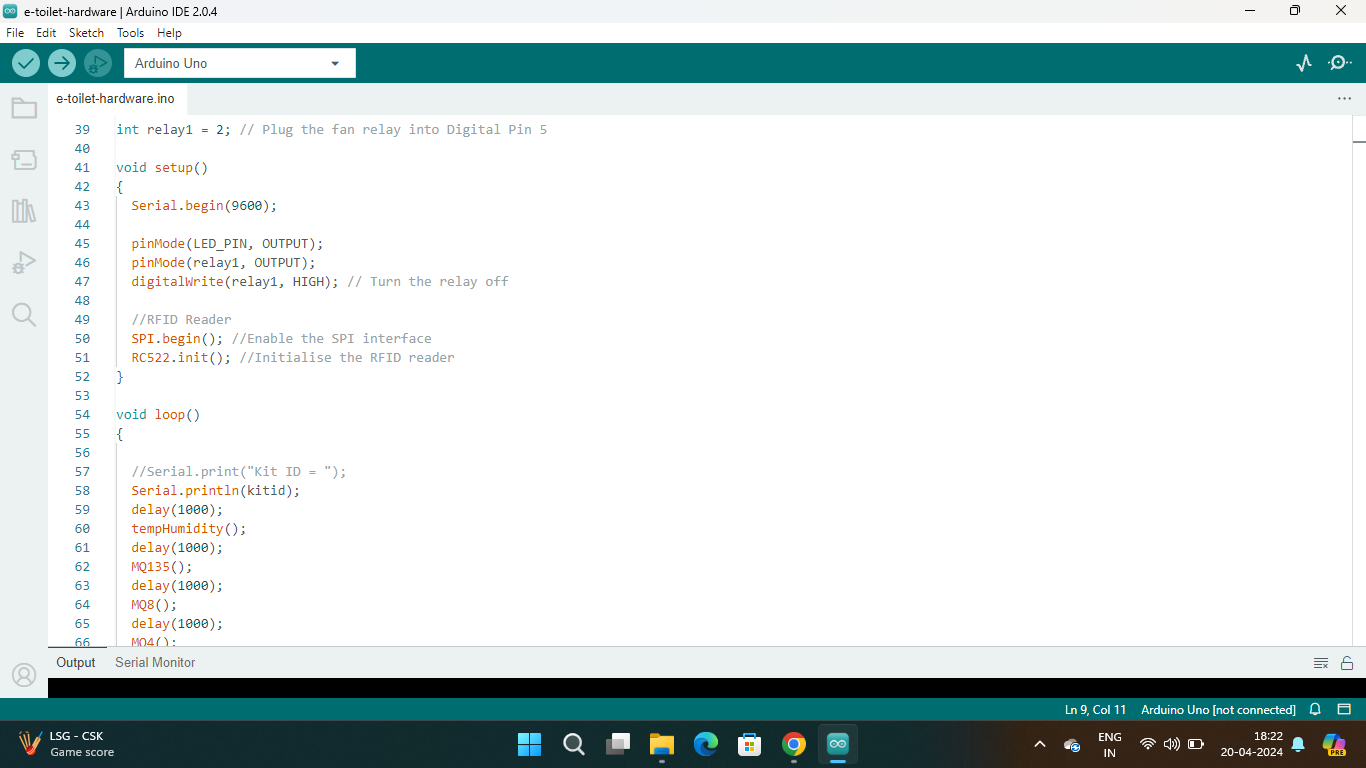 e-toilet-hardware | Arduino IDE 2.0.4
File Edit Sketch Tools Help
Arduino Uno
e-toilet-hardware.ino
39 int relay1 = 2; // Plug the fan relay into Digital Pin 5
40
41 void setup()
42 {
43 Serial.begin(9600);
44
45 pinMode(LED_PIN, OUTPUT);
46 pinMode(relay1, OUTPUT);
47 digitalWrite(relay1, HIGH); // Turn the relay off
48
49 //RFID Reader
50 SPI.begin(); //Enable the SPI interface
51 RC522.init(); //Initialise the RFID reader
52 }
53
54 void loop()
55 {
56
57 //Serial.print("Kit ID = ");
58 Serial.println(kitid);
59 delay(1000);
60 tempHumidity();
61 delay(1000);
62 MQ135();
63 delay(1000);
64 MQ8();
65 delay(1000);
66 MQ4();
Output Serial Monitor
Ln 9, Col 11 Arduino Uno [not connected]
LSG - CSK
Game score
ENG
IN
18:22
20-04-2024
PRE